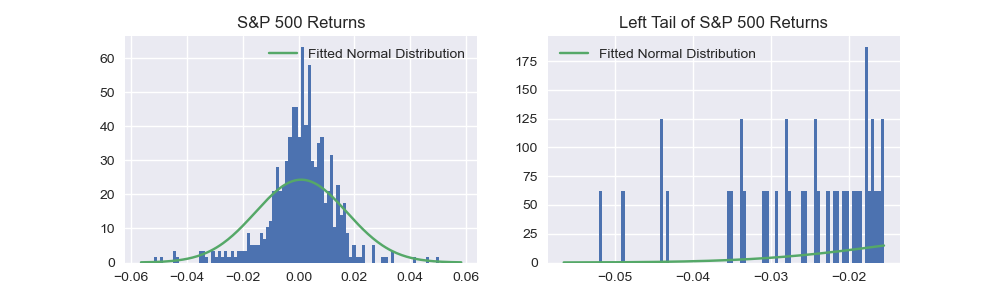 S&P 500 Returns
Fitted Normal Distribution
60
50
40
30
20
10
0
−0.06 −0.04 −0.02 0.00 0.02 0.04 0.06
Left Tail of S&P 500 Returns
Fitted Normal Distribution
175
150
125
100
75
50
25
0
−0.05 −0.04 −0.03 −0.02